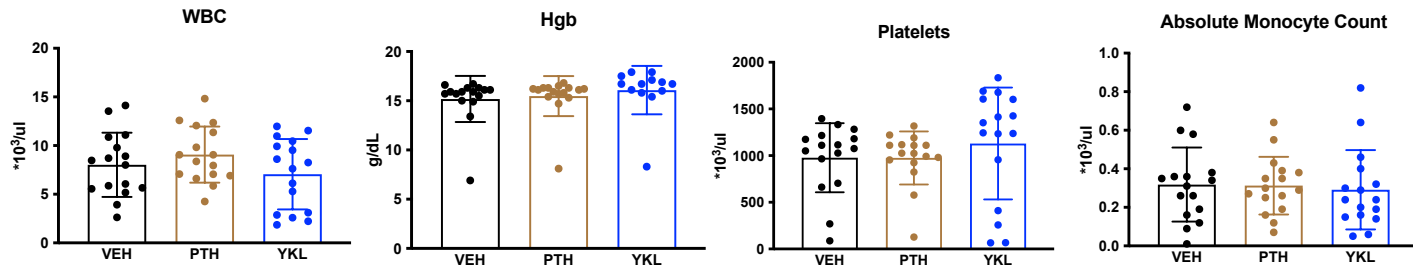 WBC
*10³/ul
20
15
10
5
0
VEH PTH YKL
Hgb
g/dL
20
15
10
5
0
VEH PTH YKL
Platelets
*10³/ul
2000
1500
1000
500
0
VEH PTH YKL
Absolute Monocyte Count
*10³/ul
1.0
0.8
0.6
0.4
0.2
0.0
VEH PTH YKL